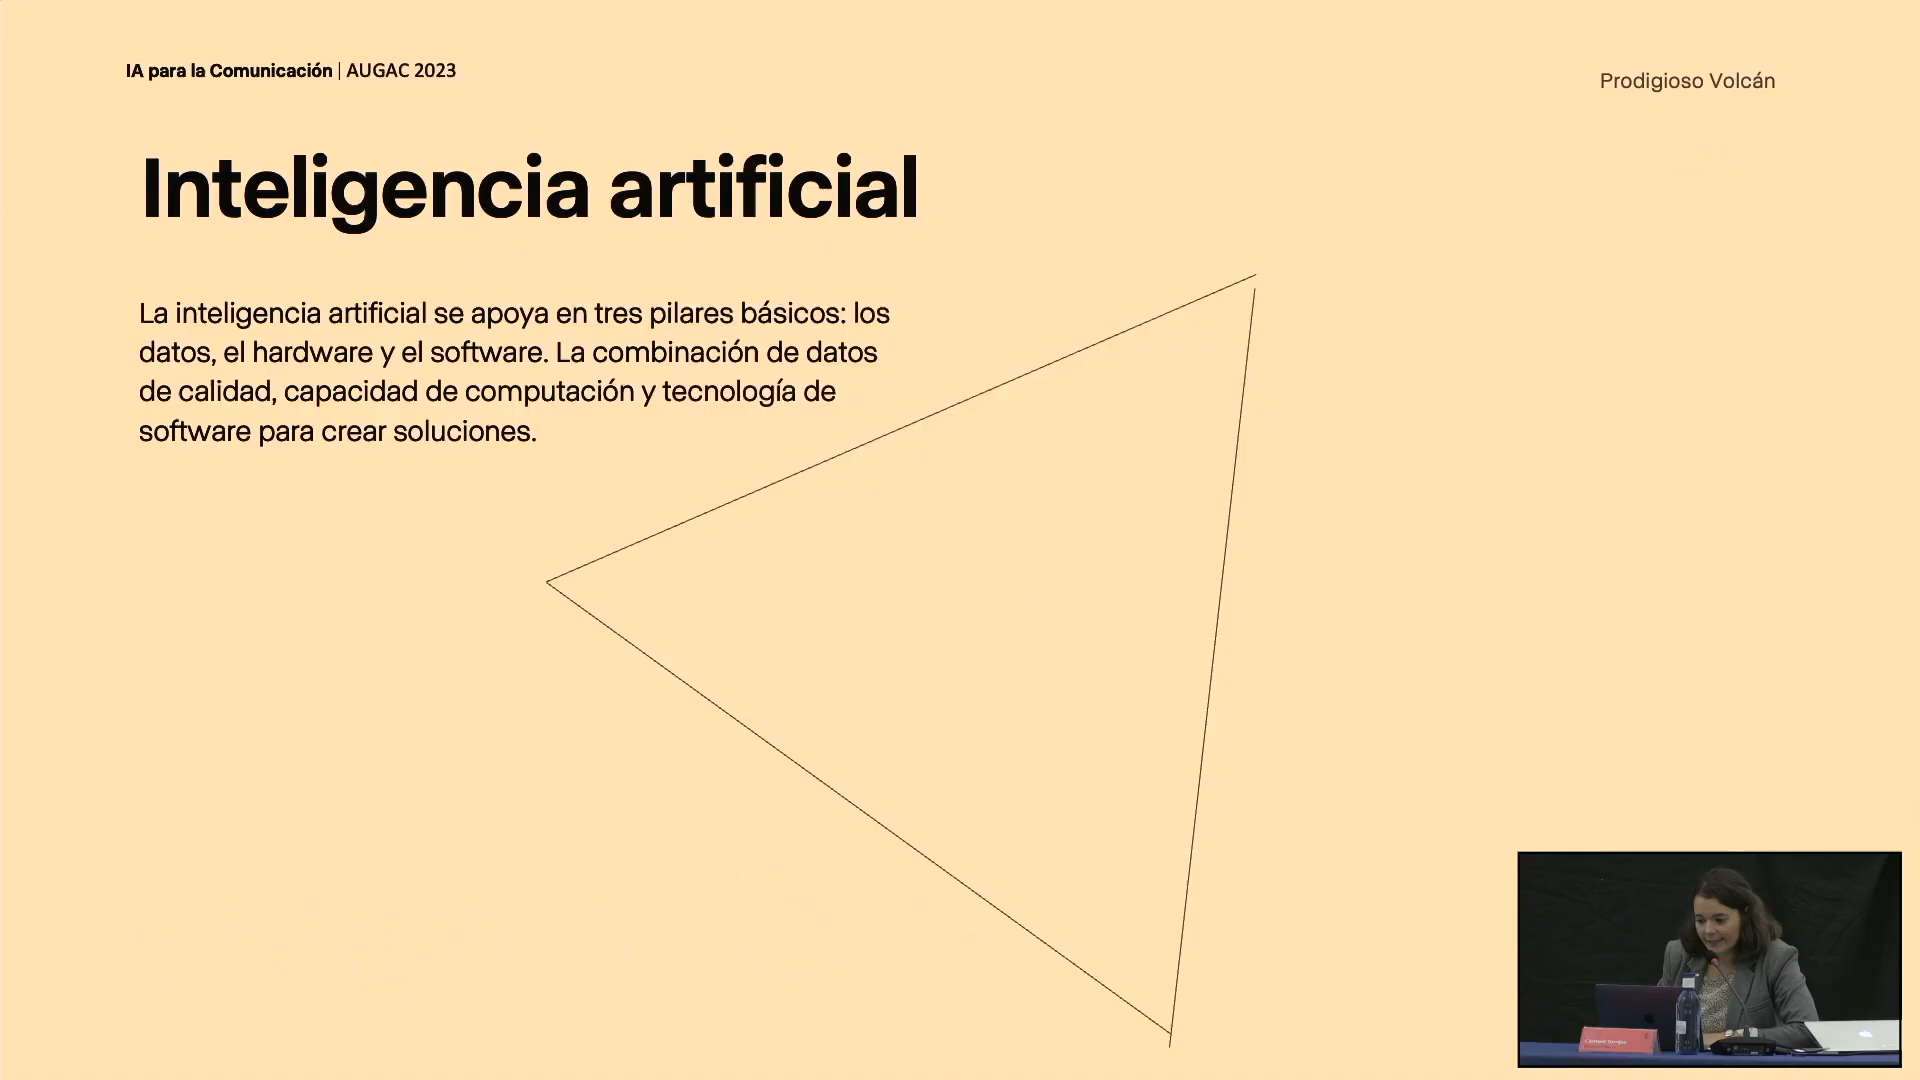 IA para la Comunicación | AUGAC 2023
Prodigioso Volcán
Inteligencia artificial
La inteligencia artificial se apoya en tres pilares básicos: los
datos, el hardware y el software. La combinación de datos
de calidad, capacidad de computación y tecnología de
software para crear soluciones.